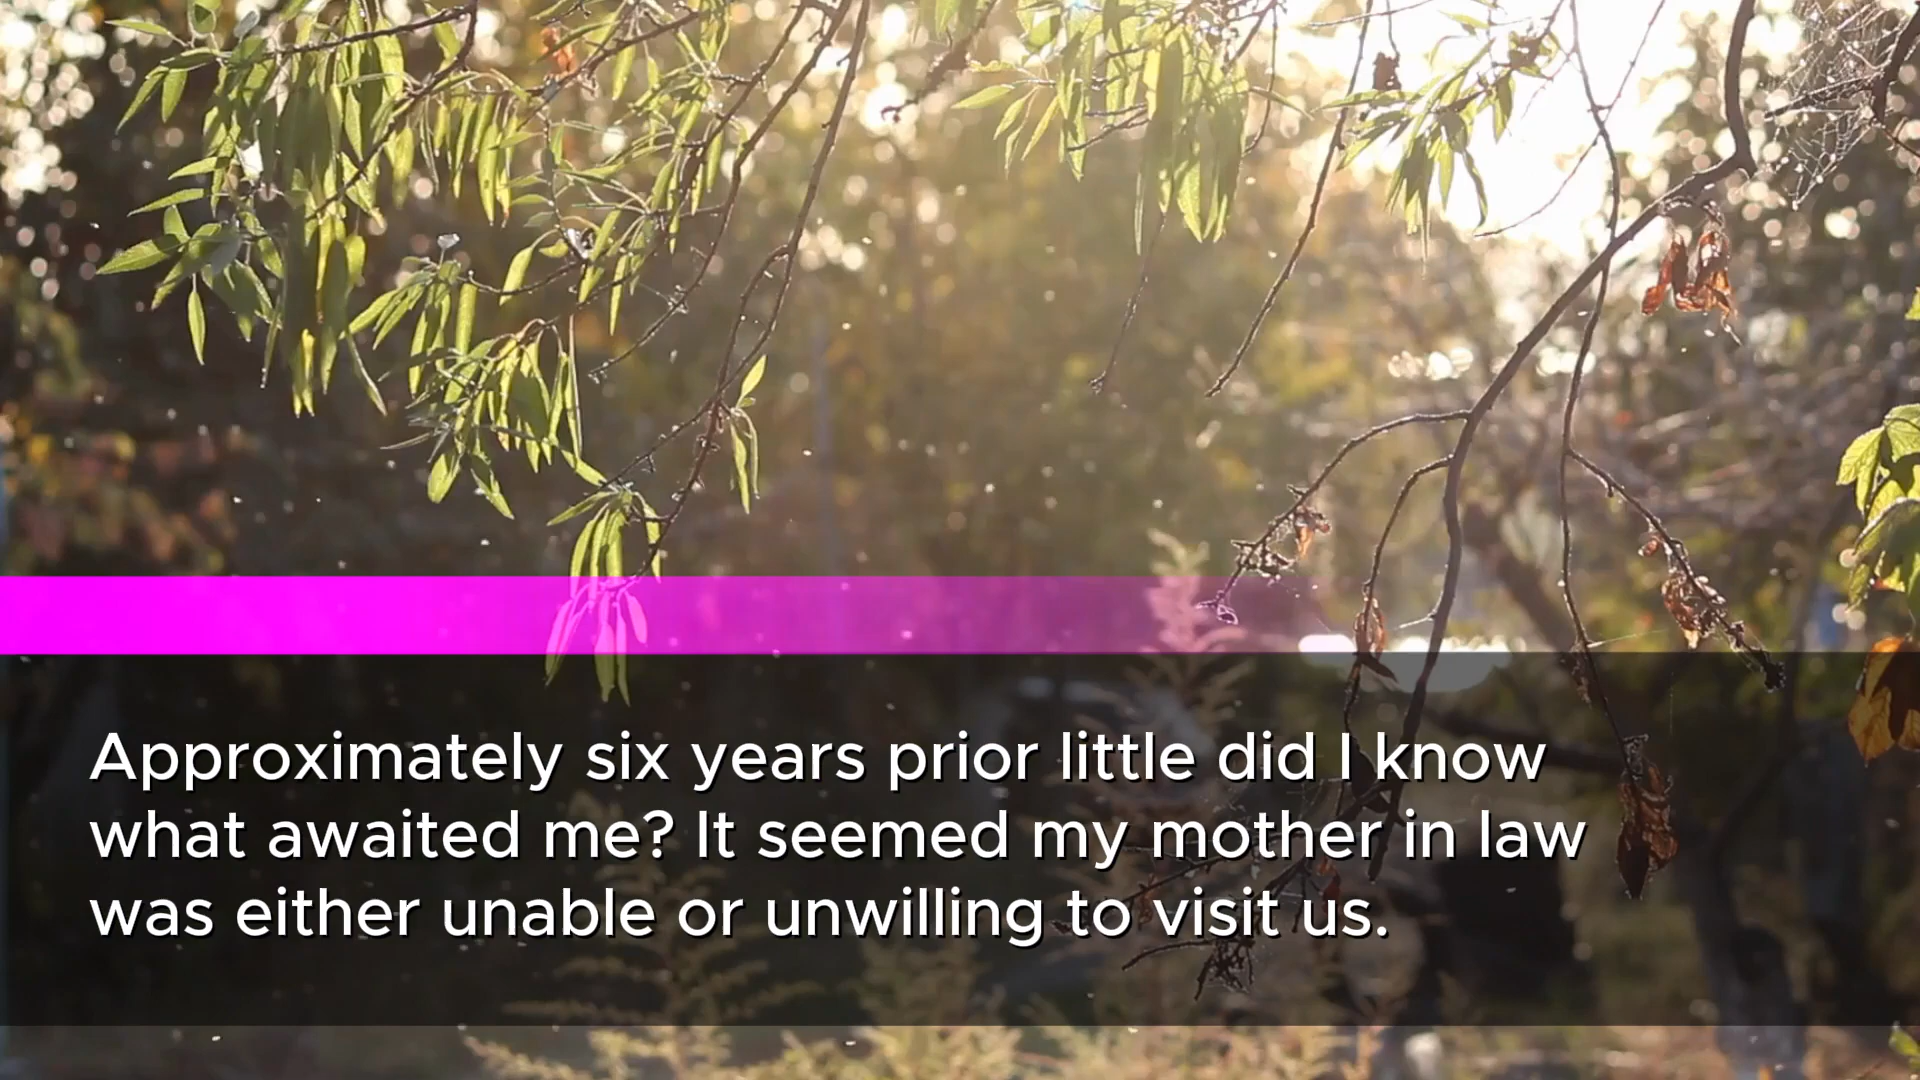 Approximately six years prior little did I know
what awaited me? It seemed my mother in law
was either unable or unwilling to visit us.